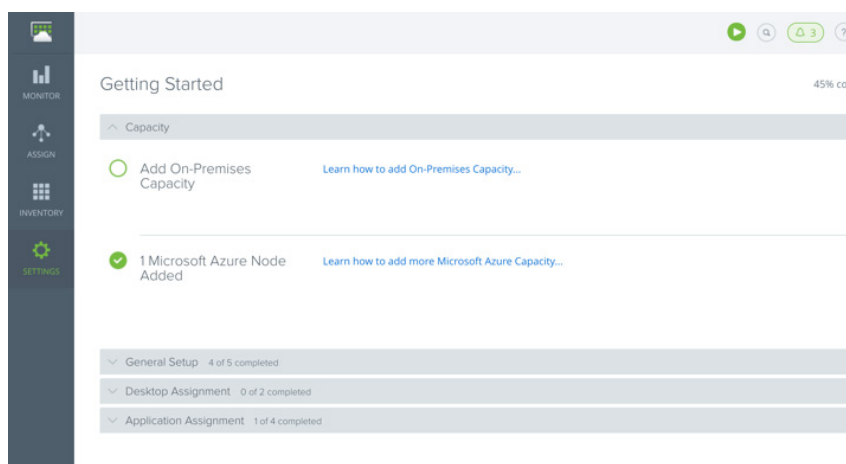 3
?
MONITOR
Getting Started
45% co
Capacity
ASSIGN
Add On-Premises
Capacity
Learn how to add On-Premises Capacity...
INVENTORY
SETTINGS
1 Microsoft Azure Node
Added
Learn how to add more Microsoft Azure Capacity...
General Setup 4 of 5 completed
Desktop Assignment 0 of 2 completed
Application Assignment 1 of 4 completed